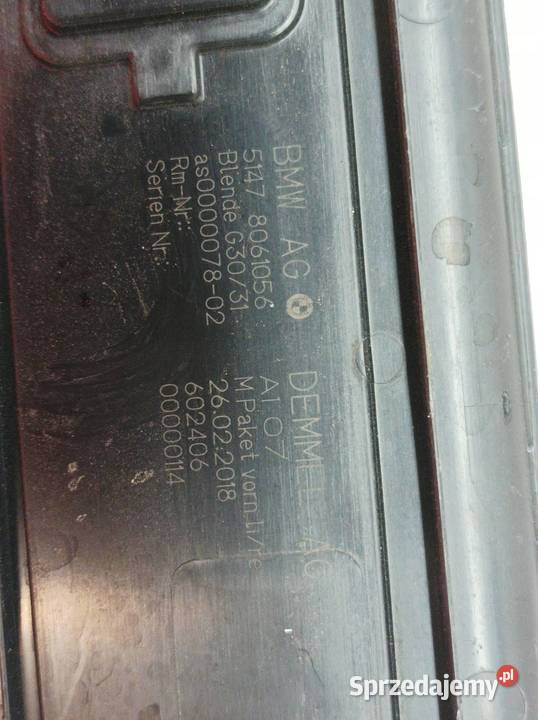 BMW AG DEMMEL AG
5147 8061056 AI 07
Blende G30/31 M Paket vorn li/re
as0000078-02 26.02.2018
Rm-Nr: 602406
Serien Nr: 00000114
Sprzedajemy.pl